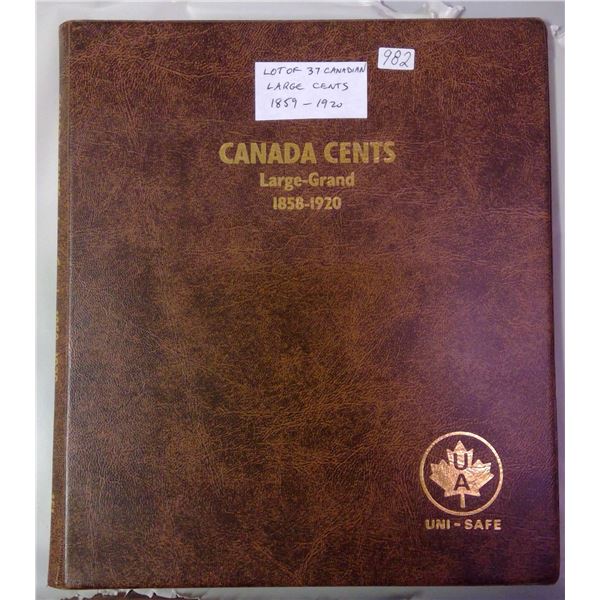 LOT OF 37 CANADIAN
LARGE CENTS
1859 - 1920
982
CANADA CENTS
Large-Grand
1858-1920
UA
UNI-SAFE